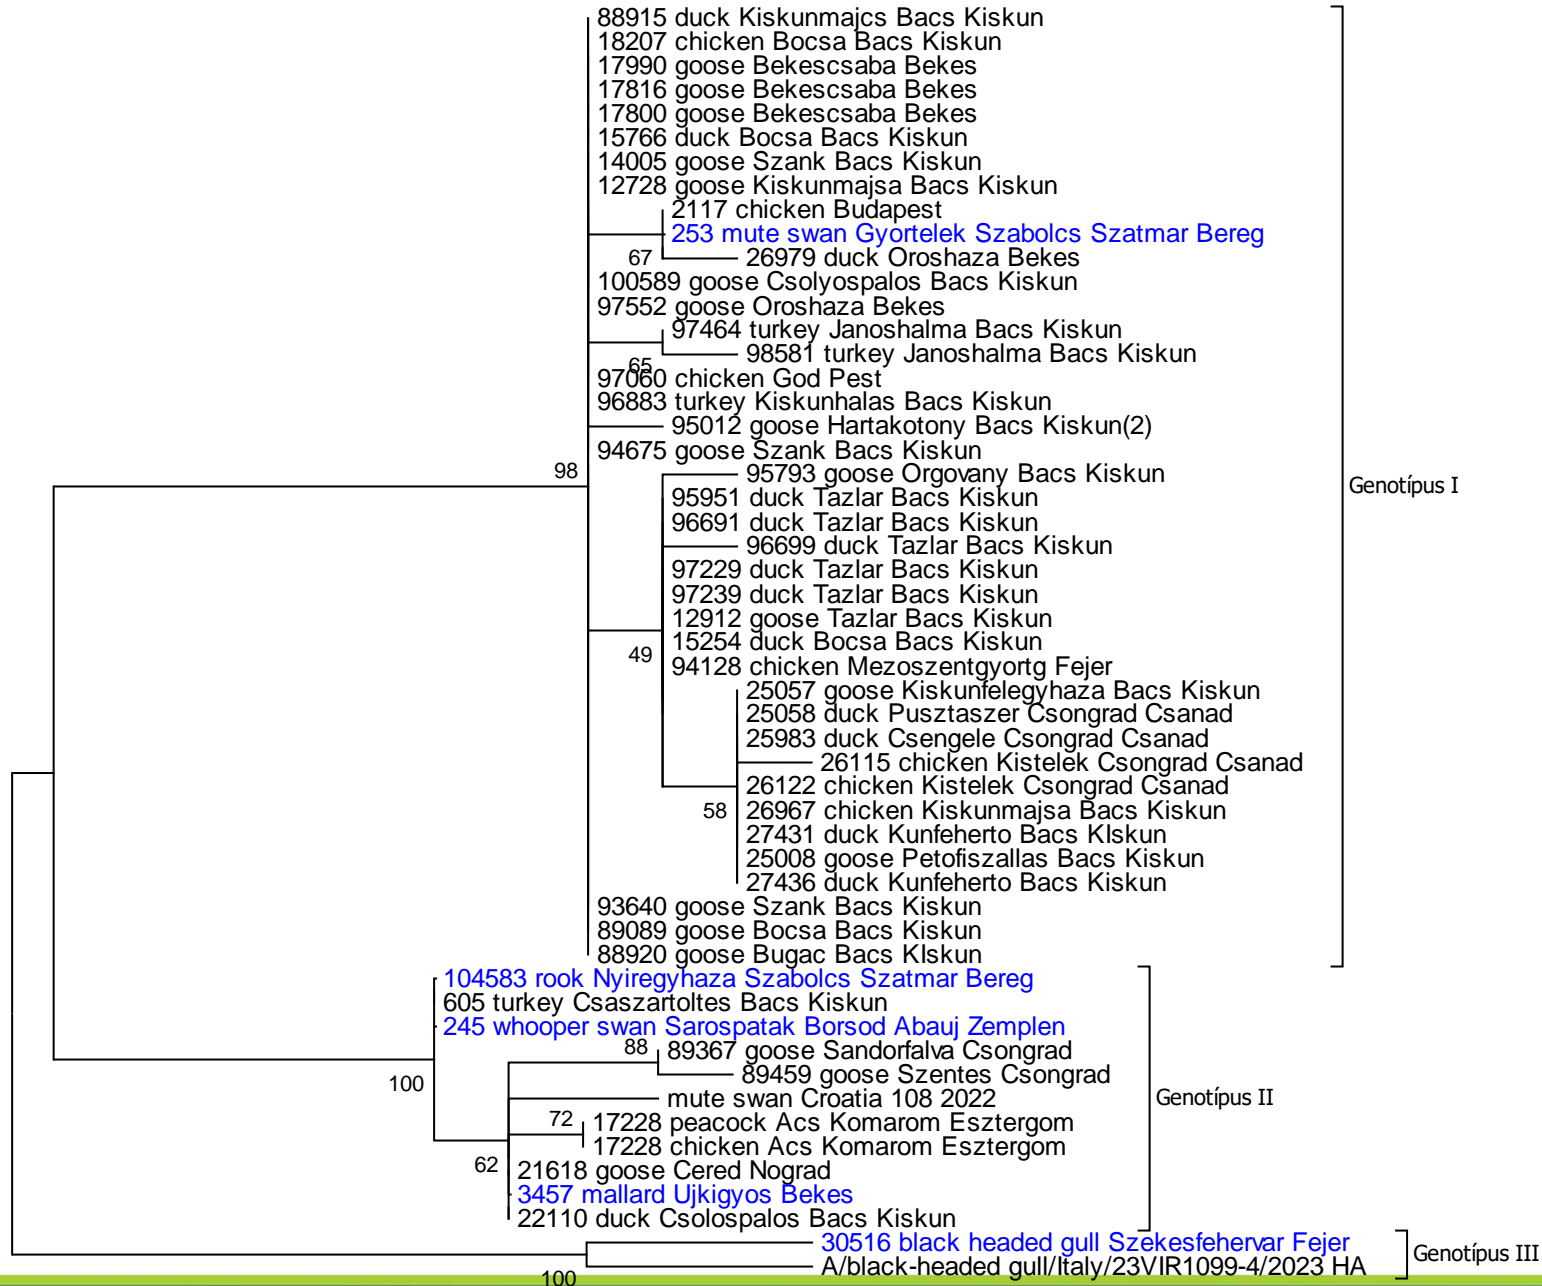 88915 duck Kiskunmajcs Bacs Kiskun
18207 chicken Bocsa Bacs Kiskun
17990 goose Bekescsaba Bekes
17816 goose Bekescsaba Bekes
17800 goose Bekescsaba Bekes
15766 duck Bocsa Bacs Kiskun
14005 goose Szank Bacs Kiskun
12728 goose Kiskunmajsa Bacs Kiskun
2117 chicken Budapest
253 mute swan Gyortelek Szabolcs Szatmar Bereg
67
26979 duck Oroshaza Bekes
100589 goose Csolyospalos Bacs Kiskun
97552 goose Oroshaza Bekes
97464 turkey Janoshalma Bacs Kiskun
98581 turkey Janoshalma Bacs Kiskun
65
97060 chicken God Pest
96883 turkey Kiskunhalas Bacs Kiskun
95012 goose Hartakotony Bacs Kiskun(2)
94675 goose Szank Bacs Kiskun
98
95793 goose Orgovany Bacs Kiskun
Genotípus I
95951 duck Tazlar Bacs Kiskun
96691 duck Tazlar Bacs Kiskun
96699 duck Tazlar Bacs Kiskun
97229 duck Tazlar Bacs Kiskun
97239 duck Tazlar Bacs Kiskun
12912 goose Tazlar Bacs Kiskun
15254 duck Bocsa Bacs Kiskun
49
94128 chicken Mezoszentgyortg Fejer
25057 goose Kiskunfelegyhaza Bacs Kiskun
25058 duck Pusztaszer Csongrad Csanad
25983 duck Csengele Csongrad Csanad
26115 chicken Kistelek Csongrad Csanad
26122 chicken Kistelek Csongrad Csanad
58
26967 chicken Kiskunmajsa Bacs Kiskun
27431 duck Kunfeherto Bacs KIskun
25008 goose Petofiszallas Bacs Kiskun
27436 duck Kunfeherto Bacs Kiskun
93640 goose Szank Bacs Kiskun
89089 goose Bocsa Bacs Kiskun
88920 goose Bugac Bacs KIskun
104583 rook Nyiregyhaza Szabolcs Szatmar Bereg
605 turkey Csaszartoltes Bacs Kiskun
245 whooper swan Sarospatak Borsod Abauj Zemplen
88
89367 goose Sandorfalva Csongrad
89459 goose Szentes Csongrad
100
mute swan Croatia 108 2022
Genotípus II
72
17228 peacock Acs Komarom Esztergom
17228 chicken Acs Komarom Esztergom
62
21618 goose Cered Nograd
3457 mallard Ujkigyos Bekes
22110 duck Csolospalos Bacs Kiskun
30516 black headed gull Szekesfehervar Fejer
Genotípus III
A/black-headed gull/Italy/23VIR1099-4/2023 HA
100